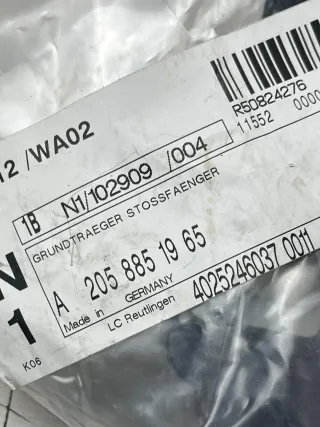 12 /WA02
R50824276
11552 0000
1B N1/102909 /004
GRUNDTRAEGER STOSSFAENGER
N
1
A 205 885 19 65
Made in GERMANY
LC Reutlingen 4025246037 0011
K06